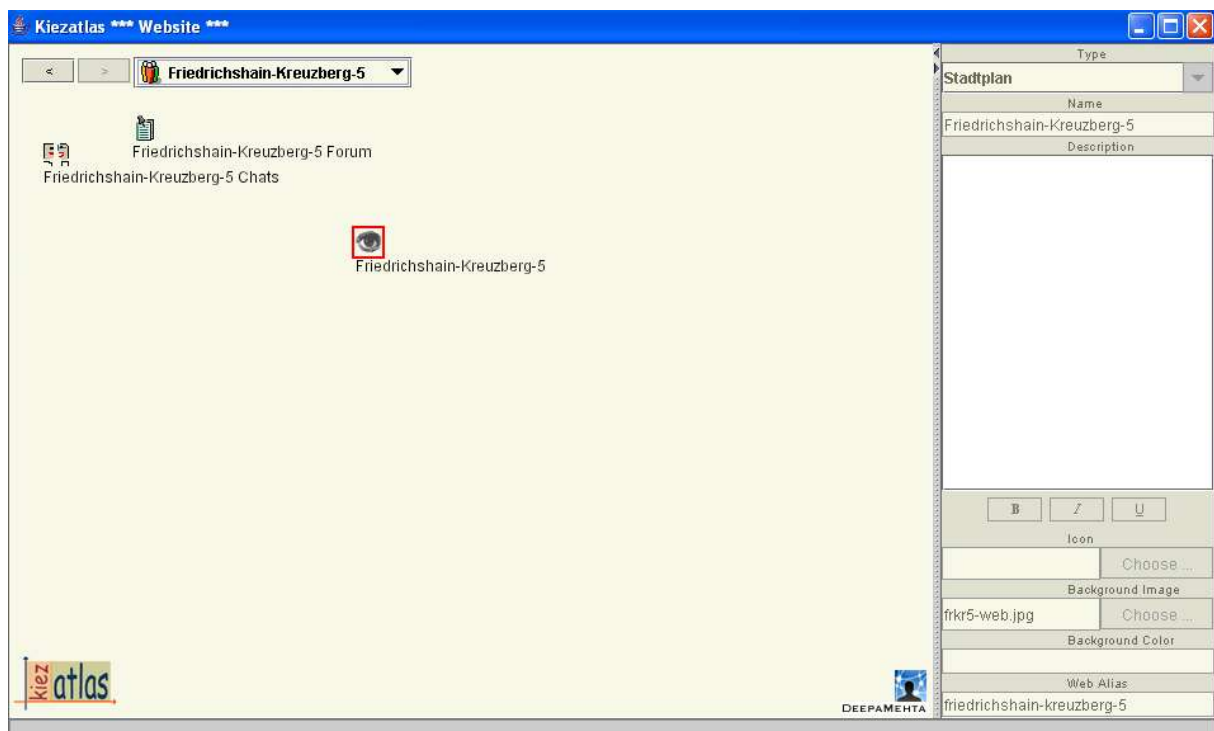 Kiezatlas *** Website ***
< > Friedrichshain-Kreuzberg-5
Friedrichshain-Kreuzberg-5 Forum
Friedrichshain-Kreuzberg-5 Chats
Friedrichshain-Kreuzberg-5
kiez atlas
DEEPAMEHTA
Type
Stadtplan
Name
Friedrichshain-Kreuzberg-5
Description
B I U
Icon
Choose ...
Background Image
frkr5-web.jpg Choose ...
Background Color
Web Alias
friedrichshain-kreuzberg-5